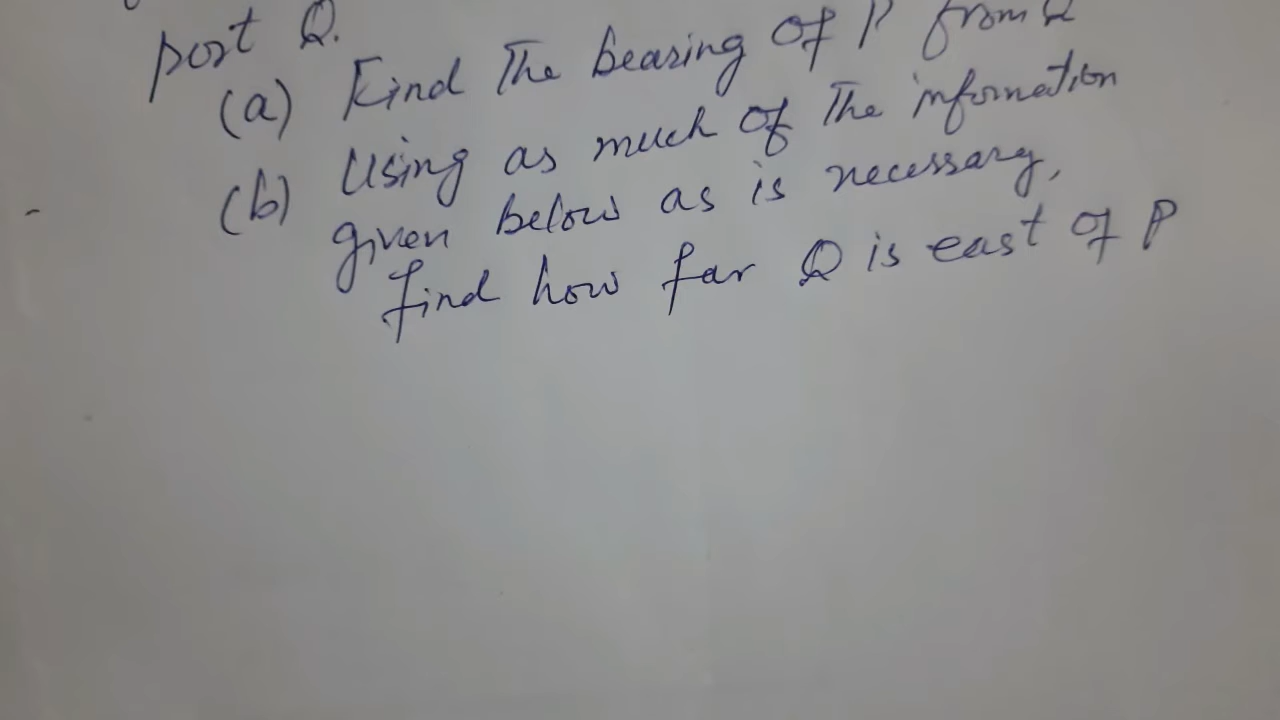 port Q.
(a) Find The bearing of P from Q
(b) Using as much of The information
given below as is necessary,
find how far Q is east of P